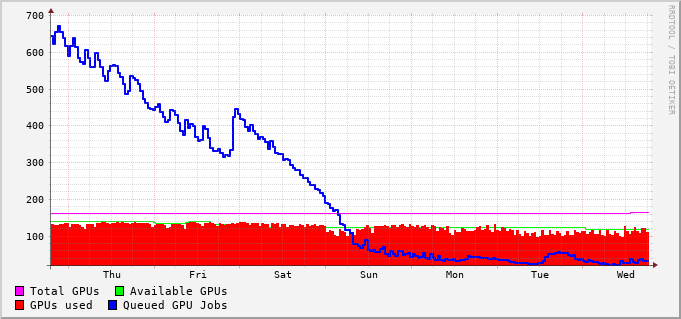 700
600
500
400
300
200
100
Thu Fri Sat Sun Mon Tue Wed
Total GPUs Available GPUs
GPUs used Queued GPU Jobs
RRDTOOL / TOBI OETIKER